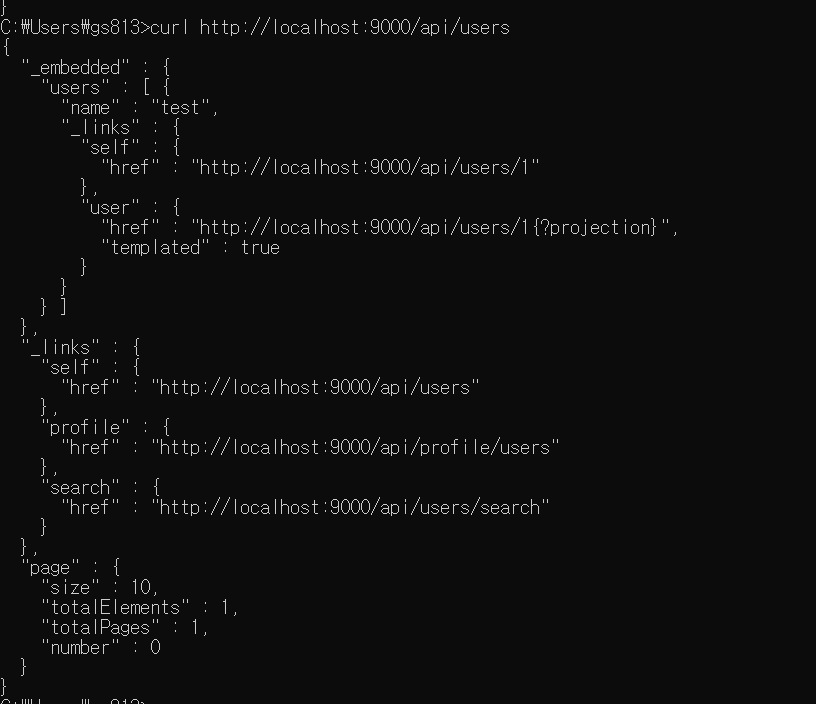 }
C:₩Users₩gs813>curl http://localhost:9000/api/users
{
  "_embedded" : {
    "users" : [ {
      "name" : "test",
      "_links" : {
        "self" : {
          "href" : "http://localhost:9000/api/users/1"
        },
        "user" : {
          "href" : "http://localhost:9000/api/users/1{?projection}",
          "templated" : true
        }
      }
    } ]
  },
  "_links" : {
    "self" : {
      "href" : "http://localhost:9000/api/users"
    },
    "profile" : {
      "href" : "http://localhost:9000/api/profile/users"
    },
    "search" : {
      "href" : "http://localhost:9000/api/users/search"
    }
  },
  "page" : {
    "size" : 10,
    "totalElements" : 1,
    "totalPages" : 1,
    "number" : 0
  }
}
C:₩Users₩gs813>